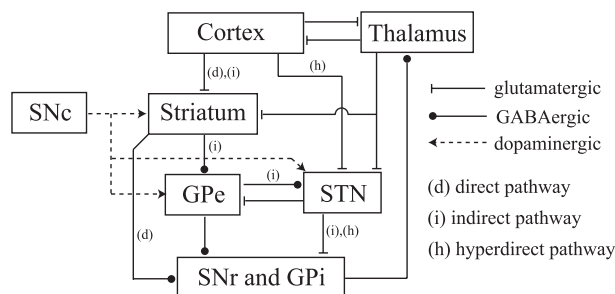 Cortex
Thalamus
(d),(i)
(h)
SNc
Striatum
(i)
GPe
(i)
STN
(d)
(i),(h)
SNr and GPi
glutamatergic
GABAergic
dopaminergic
(d) direct pathway
(i) indirect pathway
(h) hyperdirect pathway